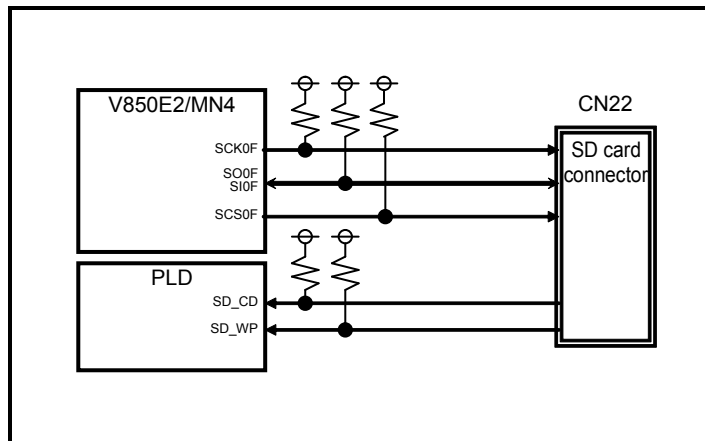 V850E2/MN4
CN22
SCK0F
SO0F
SI0F
SCS0F
SD card
connector
PLD
SD_CD
SD_WP